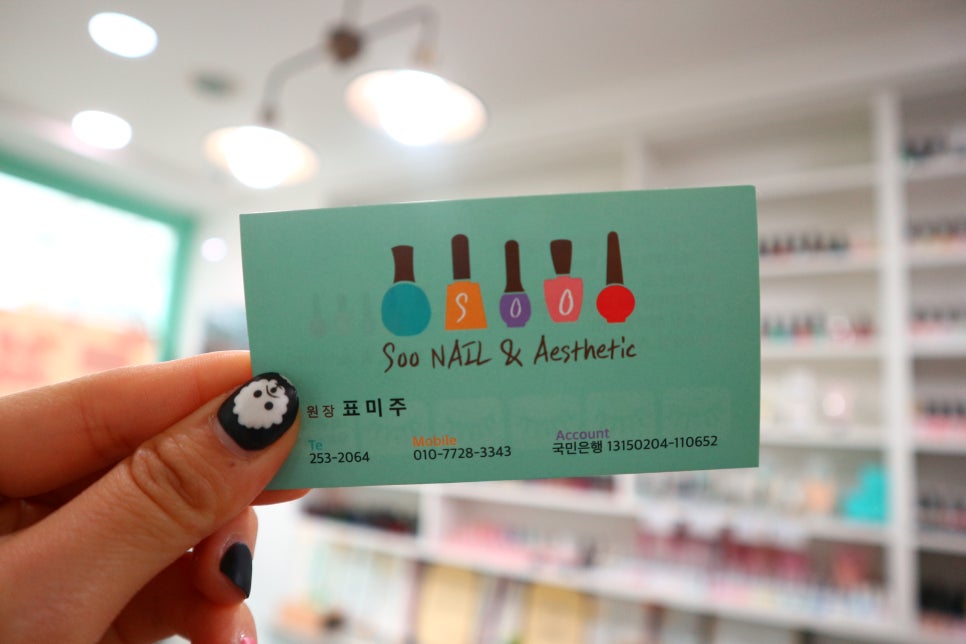 SOO
Soo NAIL & Aesthetic
원장 표미주
Te
253-2064
Mobile
010-7728-3343
Account
국민은행 13150204-110652